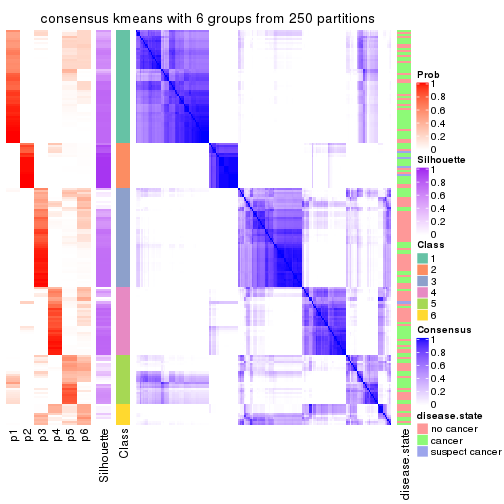 consensus kmeans with 6 groups from 250 partitions
Prob
1
0.8
0.6
0.4
0.2
0
Silhouette
1
0.8
0.6
0.4
0.2
0
Class
1
2
3
4
5
6
Consensus
1
0.8
0.6
0.4
0.2
0
disease.state
no cancer
cancer
suspect cancer
p1
p2
p3
p4
p5
p6
Silhouette
Class
disease.state